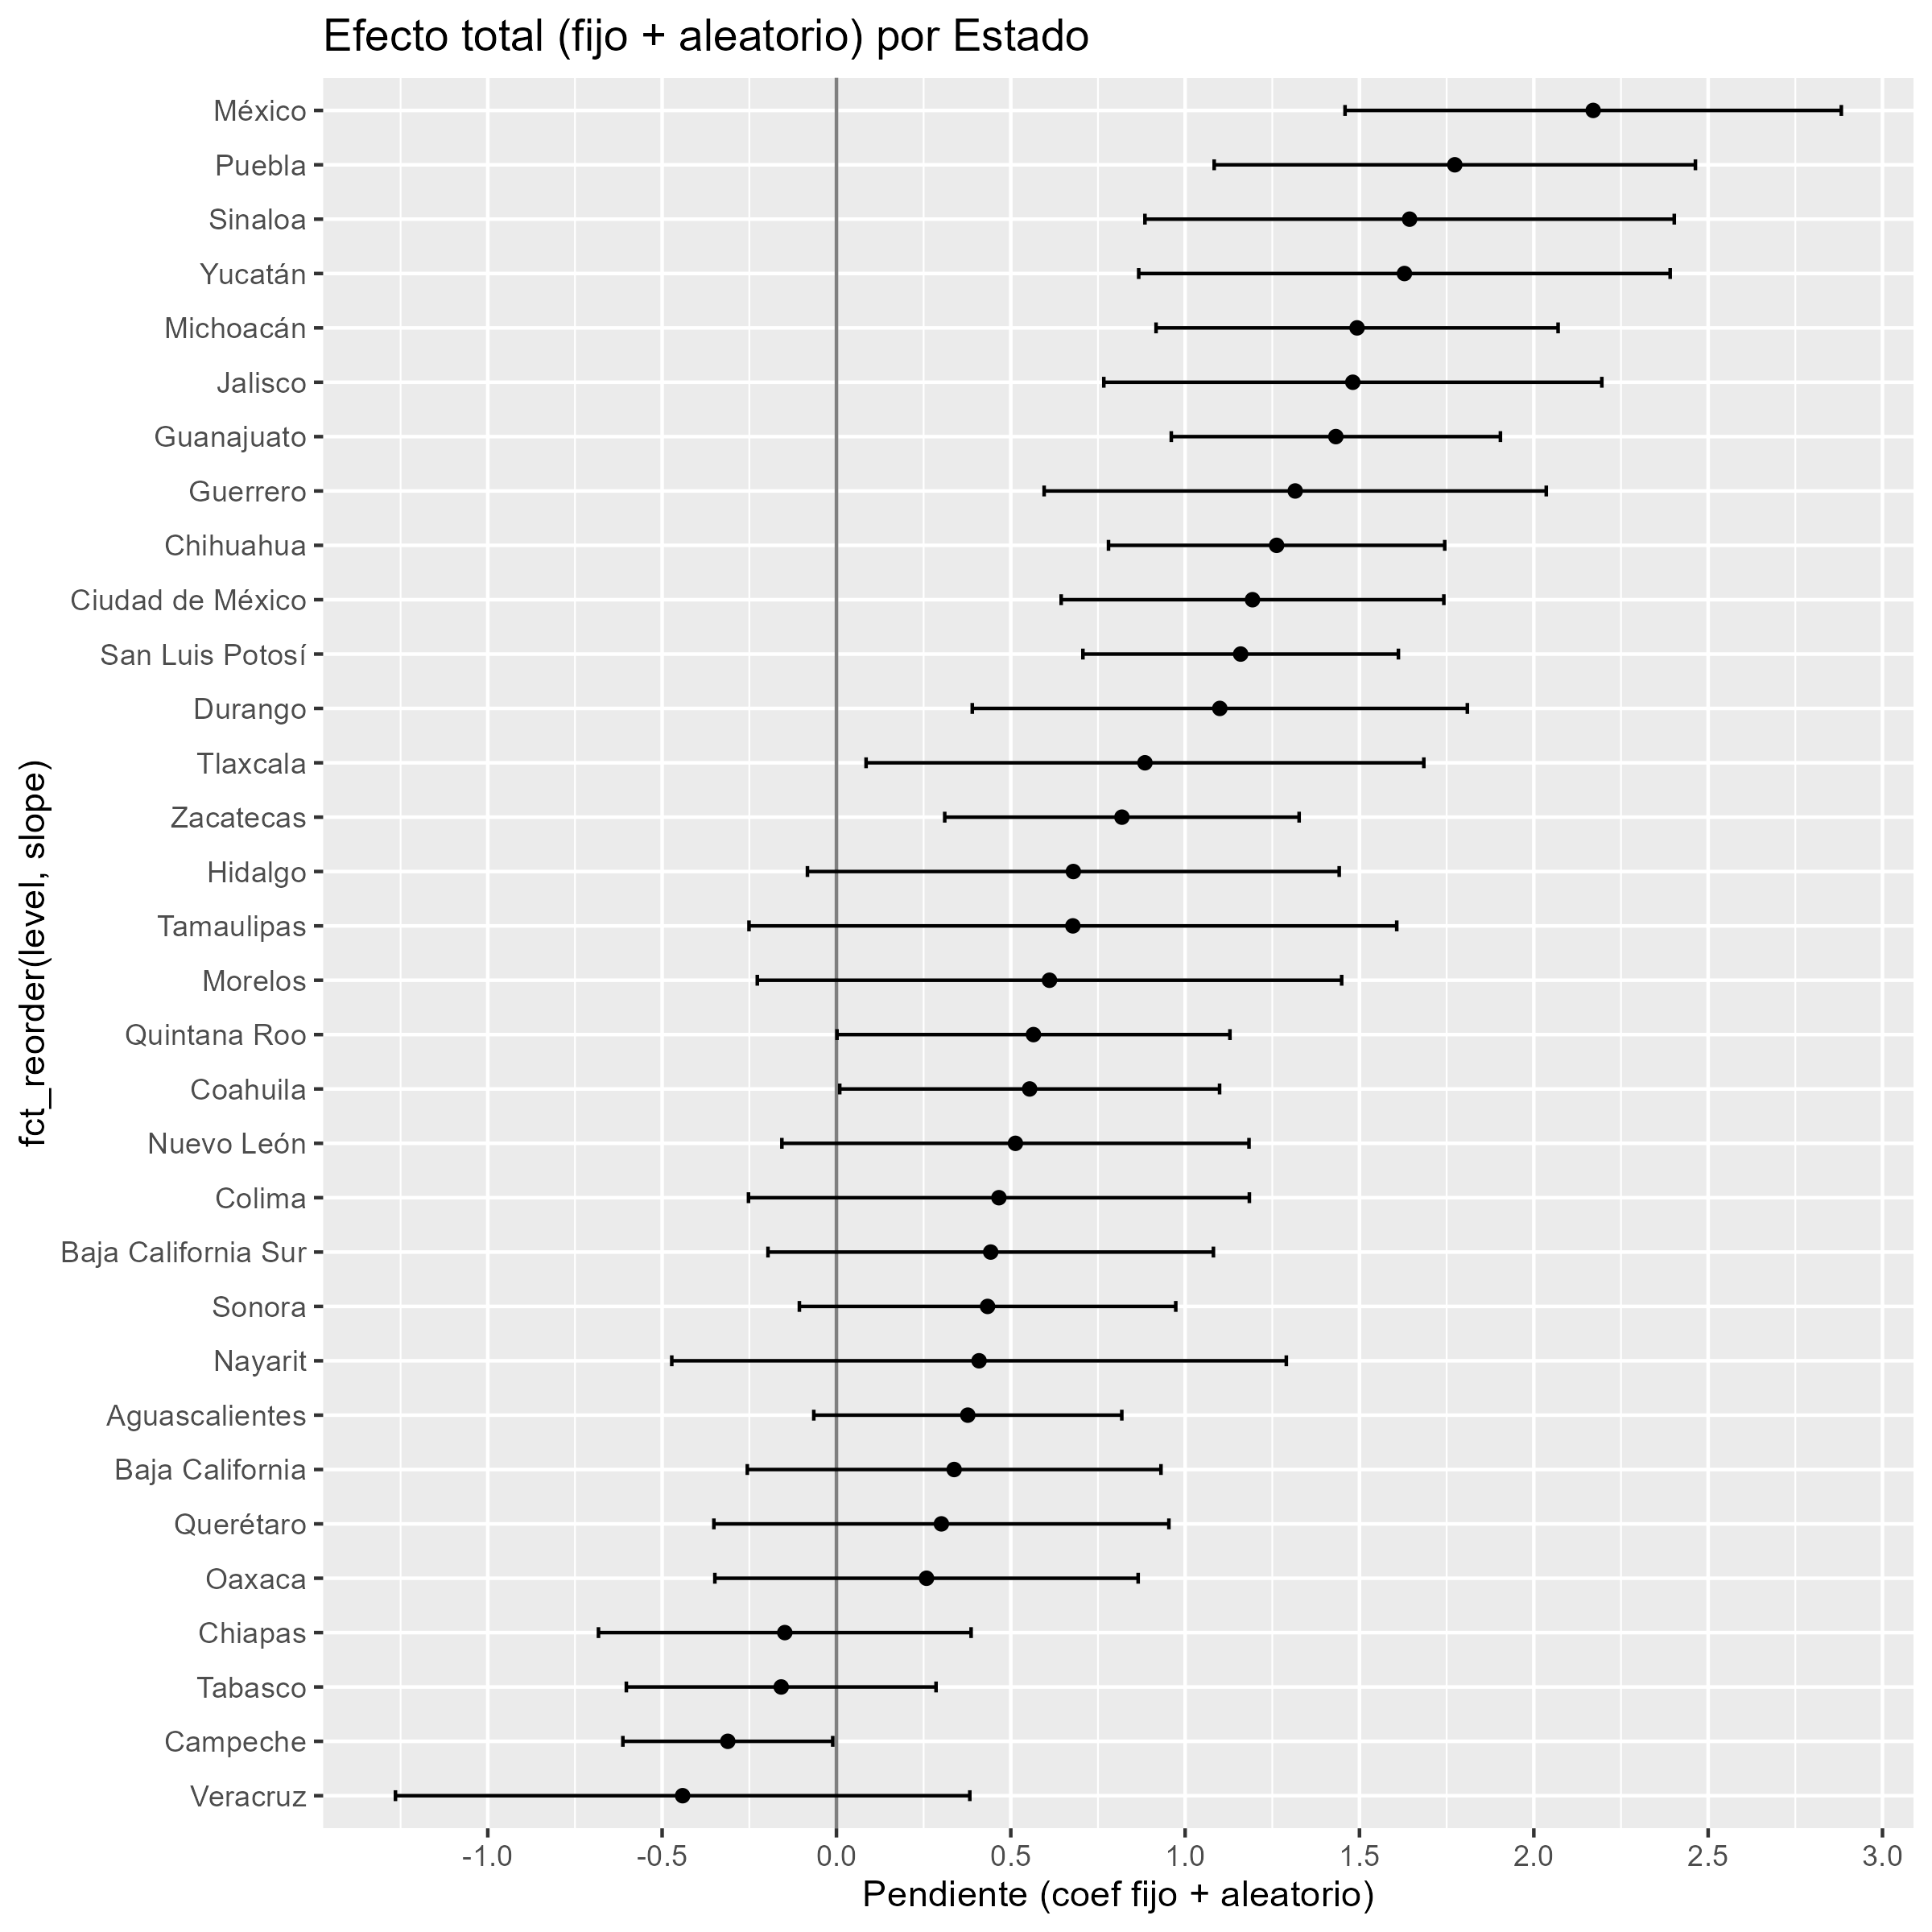 Efecto total (fijo + aleatorio) por Estado
México
Puebla
Sinaloa
Yucatán
Michoacán
Jalisco
Guanajuato
Guerrero
Chihuahua
Ciudad de México
San Luis Potosí
Durango
Tlaxcala
Zacatecas
Hidalgo
Tamaulipas
Morelos
Quintana Roo
Coahuila
Nuevo León
Colima
Baja California Sur
Sonora
Nayarit
Aguascalientes
Baja California
Querétaro
Oaxaca
Chiapas
Tabasco
Campeche
Veracruz
fct_reorder(level, slope)
-1.0 -0.5 0.0 0.5 1.0 1.5 2.0 2.5 3.0
Pendiente (coef fijo + aleatorio)